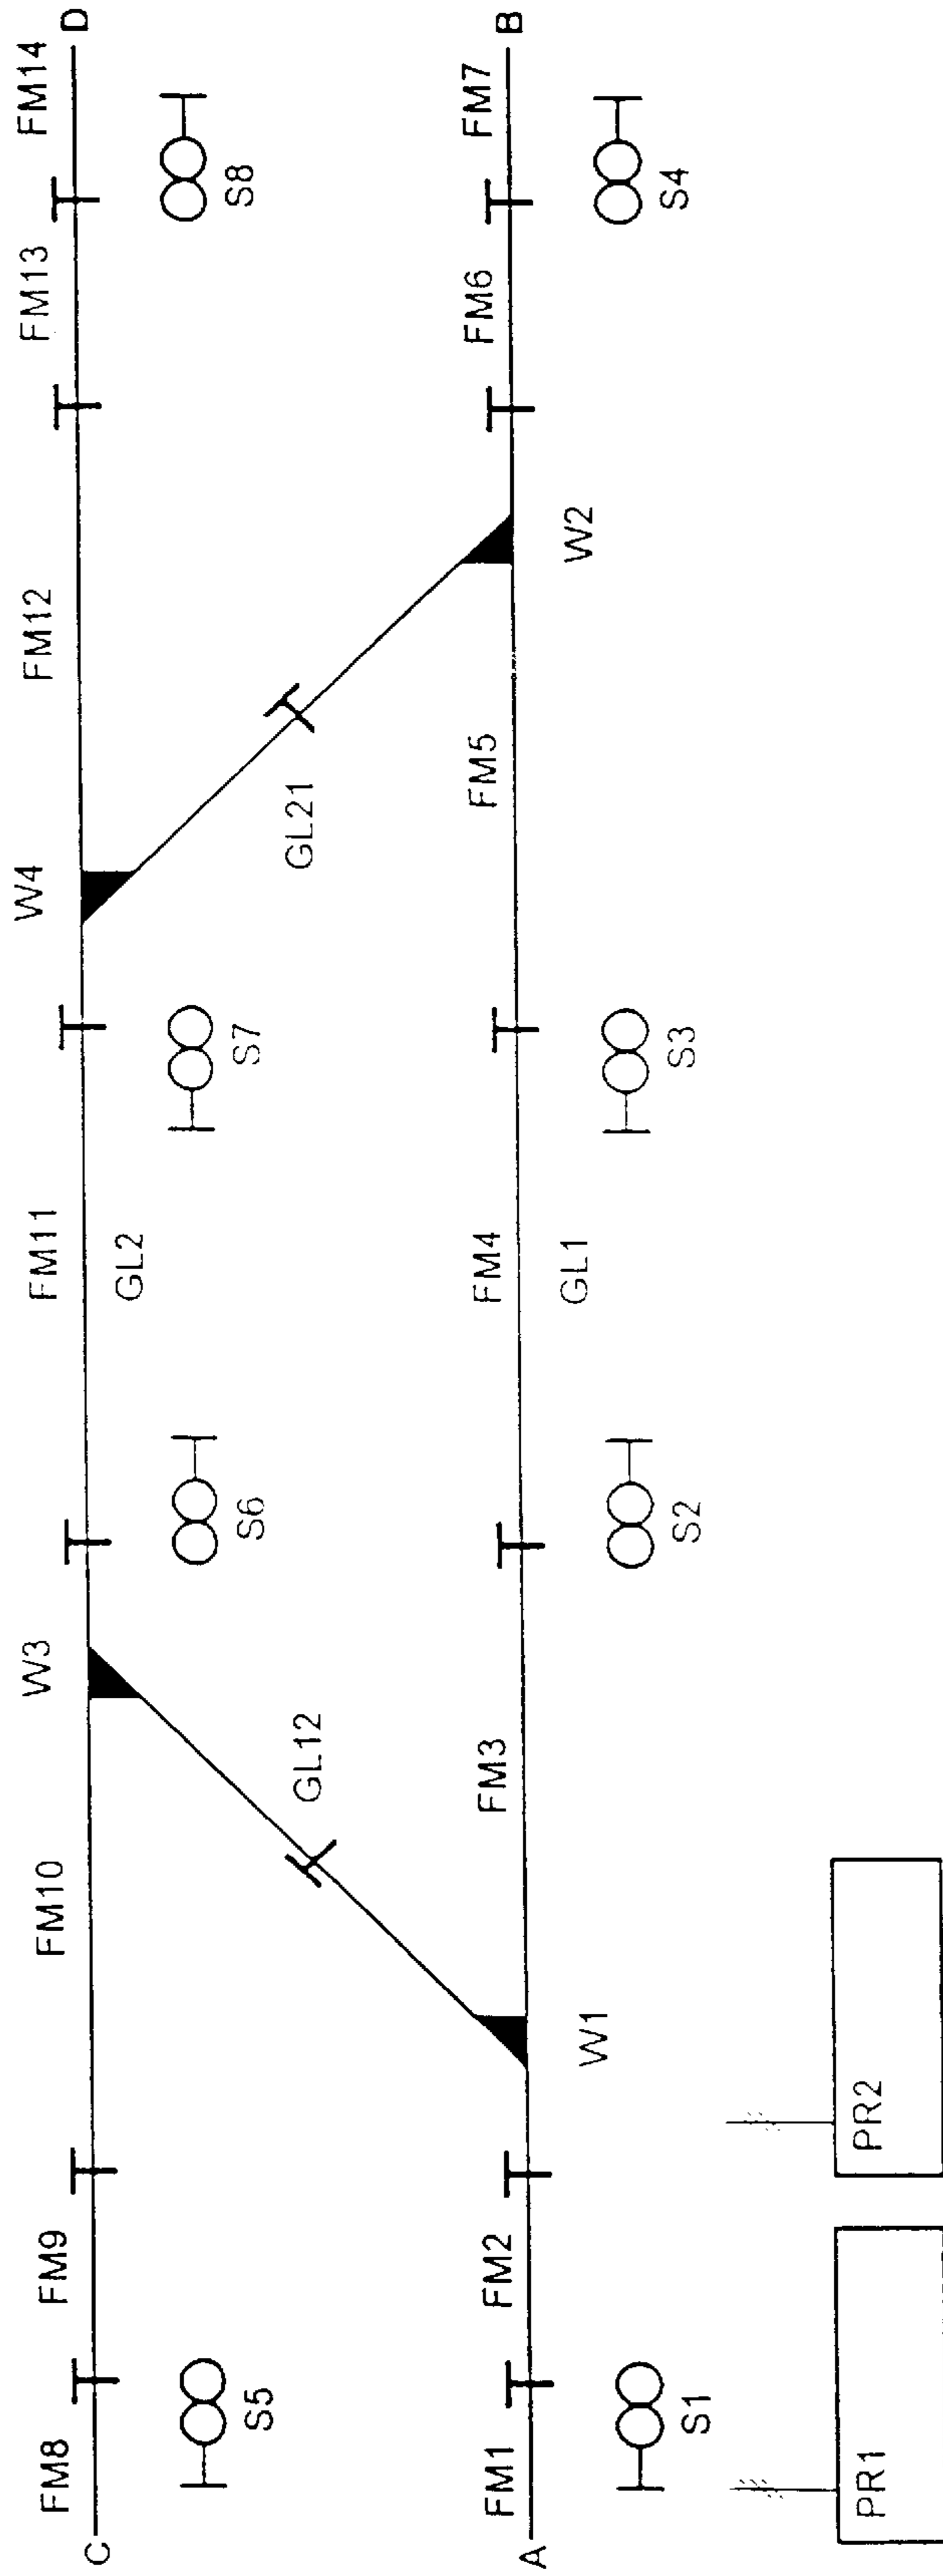 C FM8 FM9 FM10 W3 FM11 W4 FM12 FM13 FM14 D
GL2
S5 S6 S7 S8
GL12 GL21
A FM1 FM2 FM3 FM4 FM5 FM6 FM7 B
W1 GL1 W2
S1 S2 S3 S4
PR1 PR2